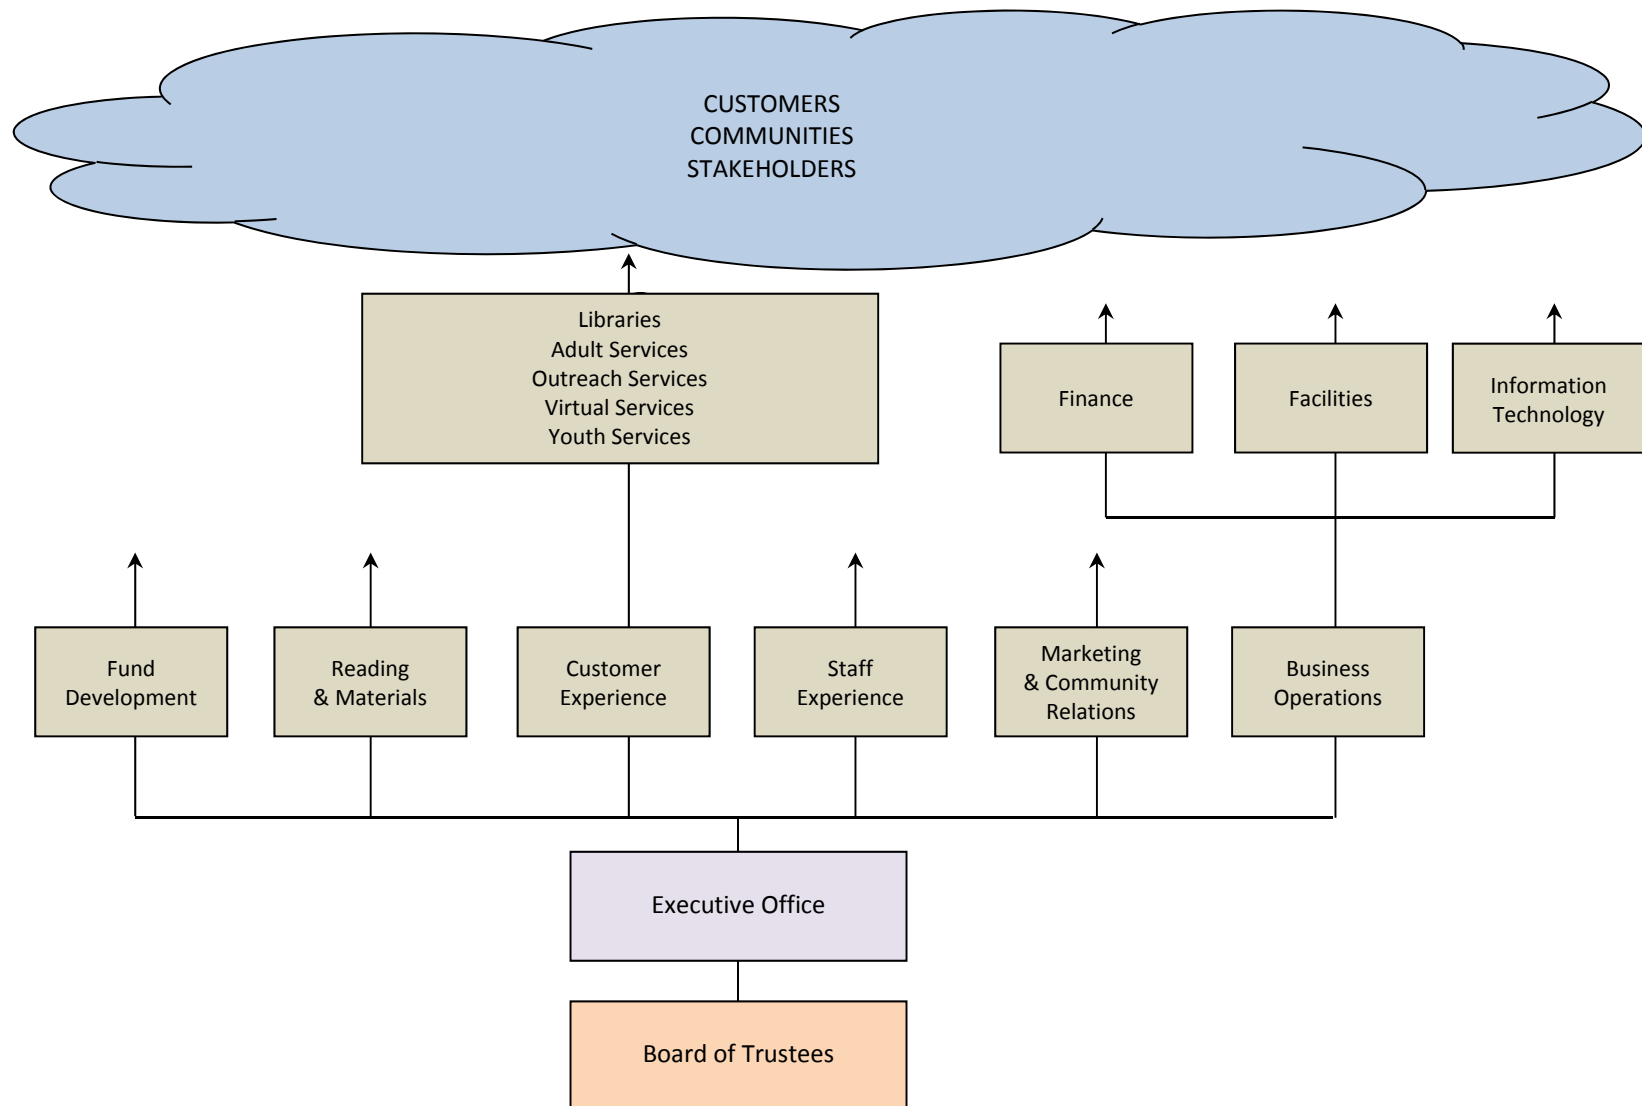 CUSTOMERS
COMMUNITIES
STAKEHOLDERS
Libraries
Adult Services
Outreach Services
Virtual Services
Youth Services
Finance
Facilities
Information
Technology
Fund
Development
Reading
& Materials
Customer
Experience
Staff
Experience
Marketing
& Community
Relations
Business
Operations
Executive Office
Board of Trustees